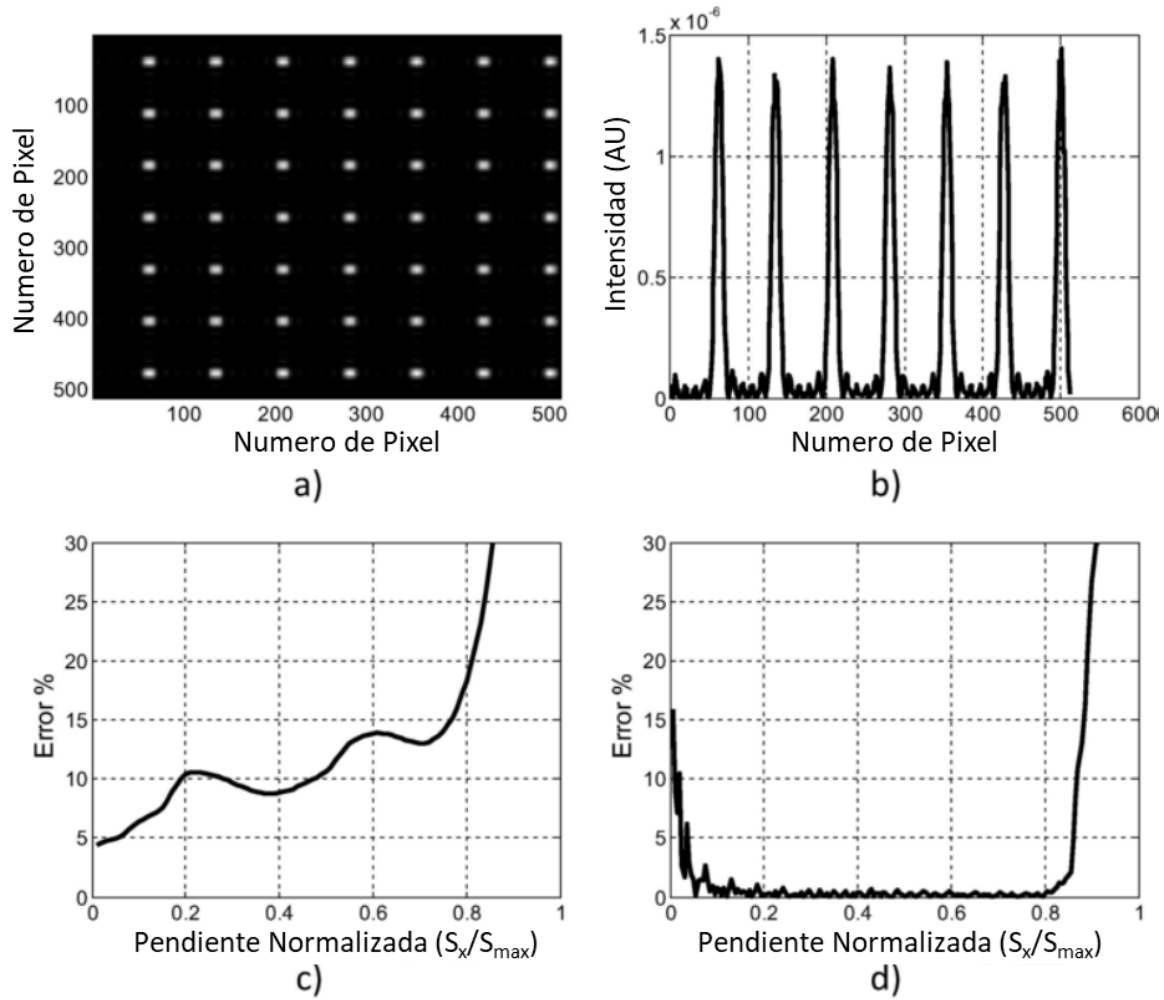 Numero de Pixel
100
200
300
400
500
100 200 300 400 500
Numero de Pixel
a)
x 10⁻⁶
Intensidad (AU)
1.5
1
0.5
0
0 100 200 300 400 500 600
Numero de Pixel
b)
Error %
30
25
20
15
10
5
0
0 0.2 0.4 0.6 0.8 1
Pendiente Normalizada (Sₓ/Sₘₐₓ)
c)
Error %
30
25
20
15
10
5
0
0 0.2 0.4 0.6 0.8 1
Pendiente Normalizada (Sₓ/Sₘₐₓ)
d)